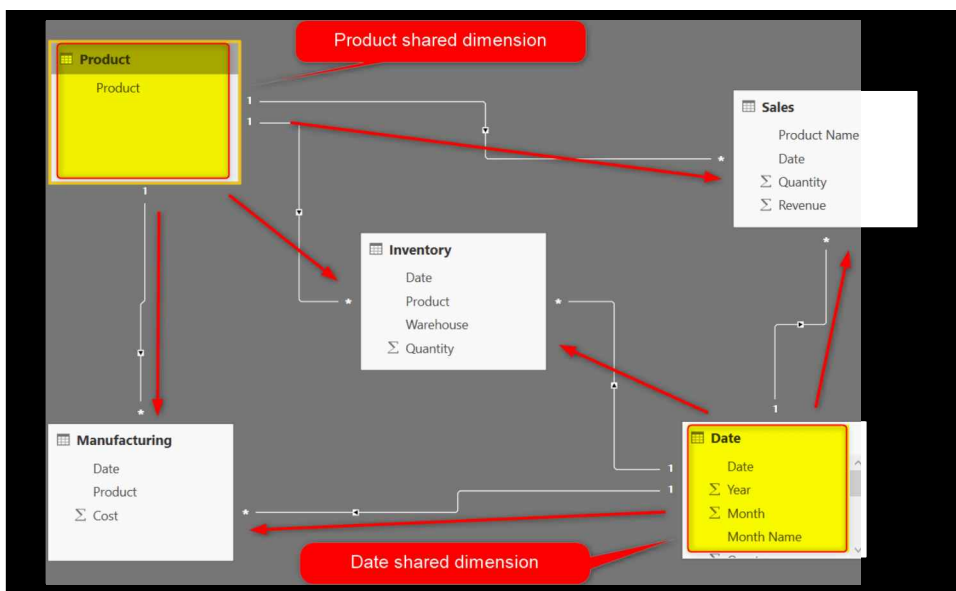 Product shared dimension
Product
Product
1
1
1
*
Sales
Product Name
Date
Σ Quantity
Σ Revenue
*
Inventory
Date
Product
Warehouse
Σ Quantity
*
*
*
Manufacturing
Date
Product
Σ Cost
*
1
1
1
Date
Date
Σ Year
Σ Month
Month Name
Date shared dimension